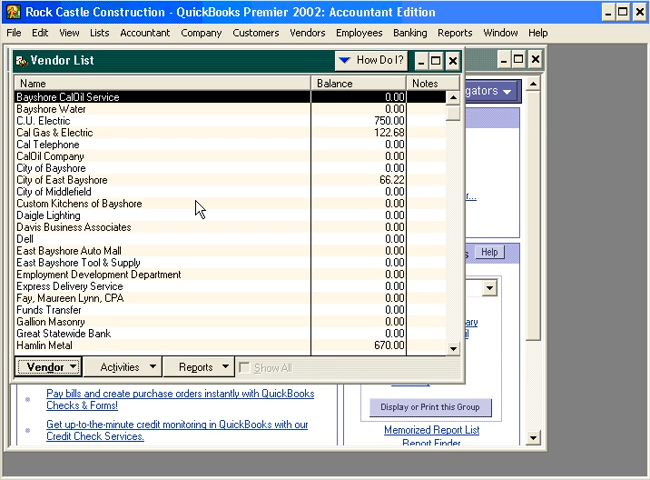 Rock Castle Construction - QuickBooks Premier 2002: Accountant Edition
File Edit View Lists Accountant Company Customers Vendors Employees Banking Reports Window Help
Vendor List How Do I?
Name Balance Notes
Bayshore CalOil Service 0.00
Bayshore Water 0.00
C.U. Electric 750.00
Cal Gas & Electric 122.68
Cal Telephone 0.00
CalOil Company 0.00
City of Bayshore 0.00
City of East Bayshore 66.22
City of Middlefield 0.00
Custom Kitchens of Bayshore 0.00
Daigle Lighting 0.00
Davis Business Associates 0.00
Dell 0.00
East Bayshore Auto Mall 0.00
East Bayshore Tool & Supply 0.00
Employment Development Department 0.00
Express Delivery Service 0.00
Fay, Maureen Lynn, CPA 0.00
Funds Transfer 0.00
Gallion Masonry 0.00
Great Statewide Bank 0.00
Hamlin Metal 670.00
Vendor Activities Reports Show All
gators
r...
s Help
ary
il
Pay bills and create purchase orders instantly with QuickBooks
Checks & Forms!
Get up-to-the-minute credit monitoring in QuickBooks with our
Credit Check Services.
Display or Print this Group
Memorized Report List
Report Finder